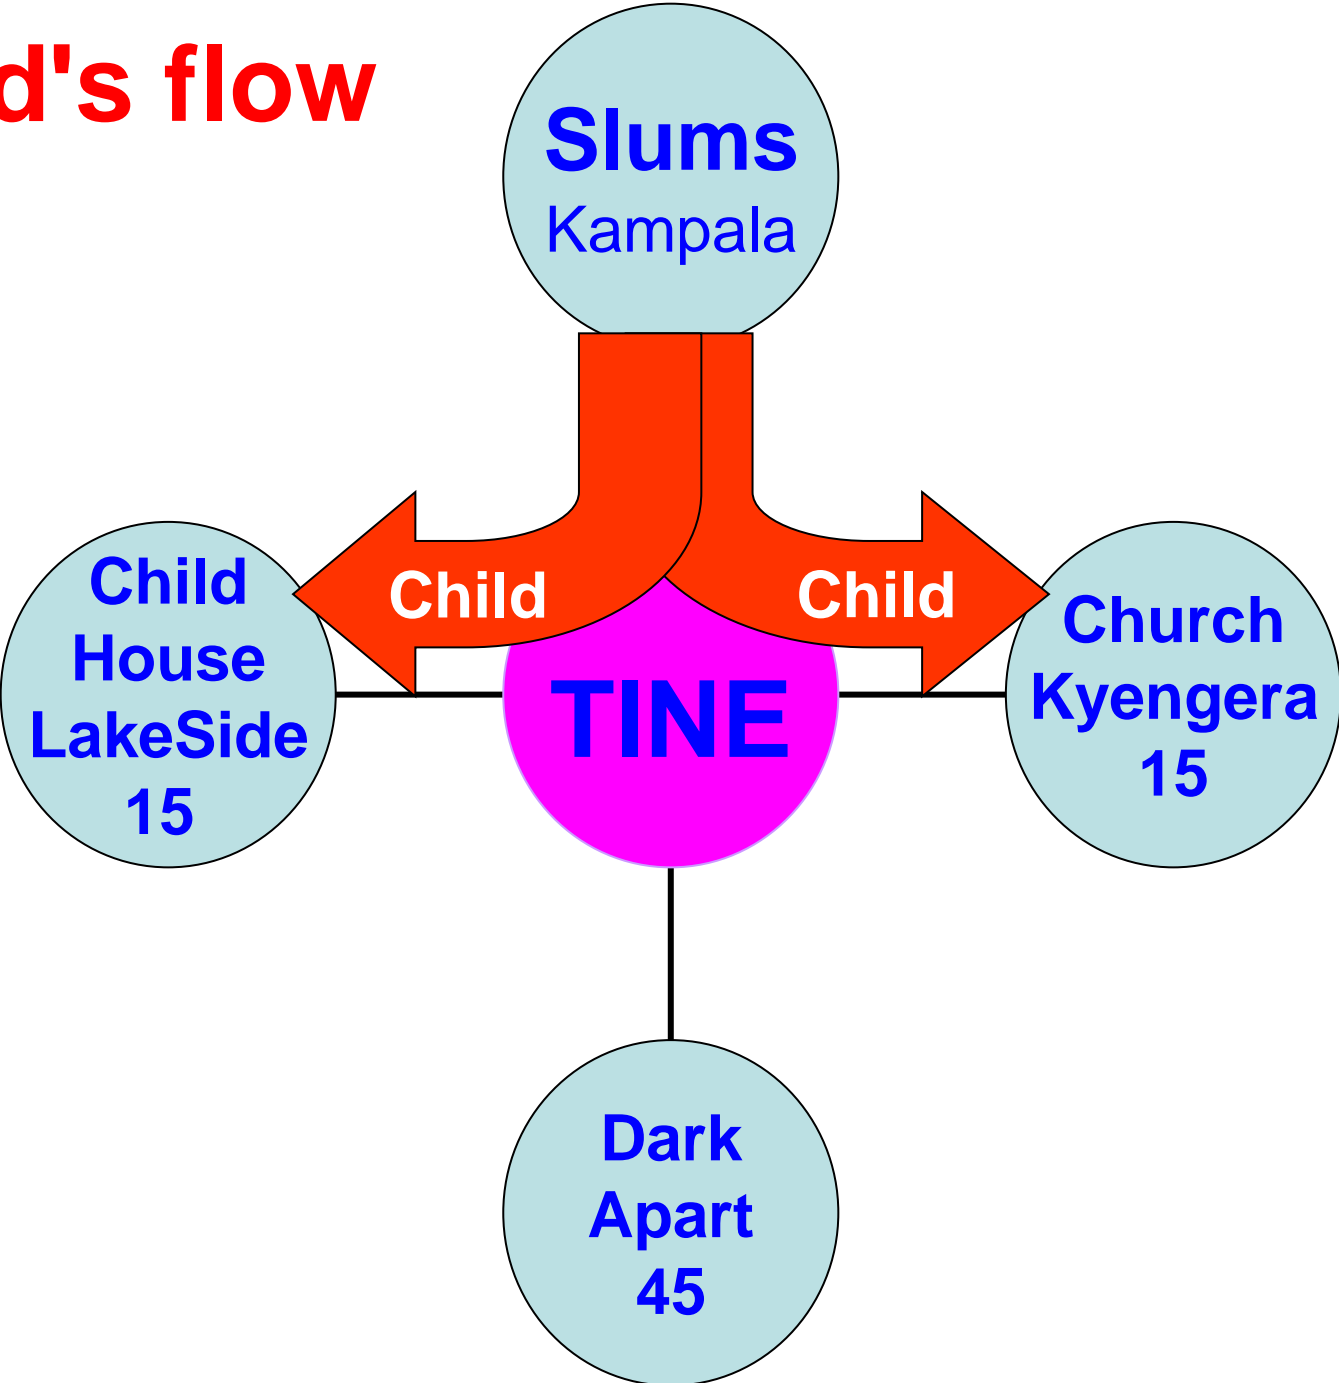 d's flow
Slums
Kampala
Child
Child
Child
House
LakeSide
15
TINE
Church
Kyengera
15
Dark
Apart
45